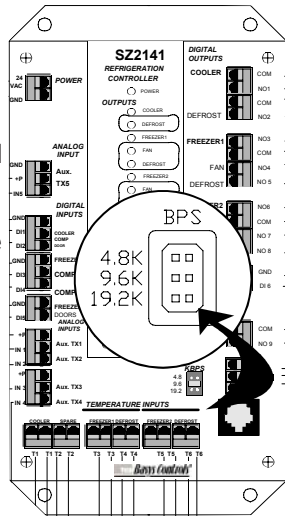 SZ2141
REFRIGERATION
CONTROLLER
POWER
OUTPUTS
COOLER
DEFROST
FREEZER1
FAN
DEFROST
FREEZER2
FAN
24
VAC
GND
POWER
ANALOG
INPUT
GND
+P
IN5
Aux.
TX5
DIGITAL
INPUTS
GND
DI1
DI2
COOLER
COMP
DOOR
GND
DI3
FREEZE
COMP
DI4
COMP
GND
DI5
FREEZE
DOORS
ANALOG
INPUTS
+P
IN 1
IN 2
Aux. TX1
Aux. TX2
+P
IN 3
IN 4
Aux. TX3
Aux. TX4
DIGITAL
OUTPUTS
COOLER
COM
NO1
COM
DEFROST
NO2
FREEZER1
NO3
COM
FAN
NO4
DEFROST
NO 5
R2
NO6
COM
NO 7
NO 8
GND
DI 6
COM
NO 9
BPS
4,8K
9,6K
19,2K
KBPS
4.8
9.6
19.2
TEMPERATURE INPUTS
COOLER
SPARE
FREEZER1
DEFROST
FREEZER2
DEFROST
T1 T1 T2 T2
T3 T3 T4 T4
T5 T5 T6 T6
Basys Controls